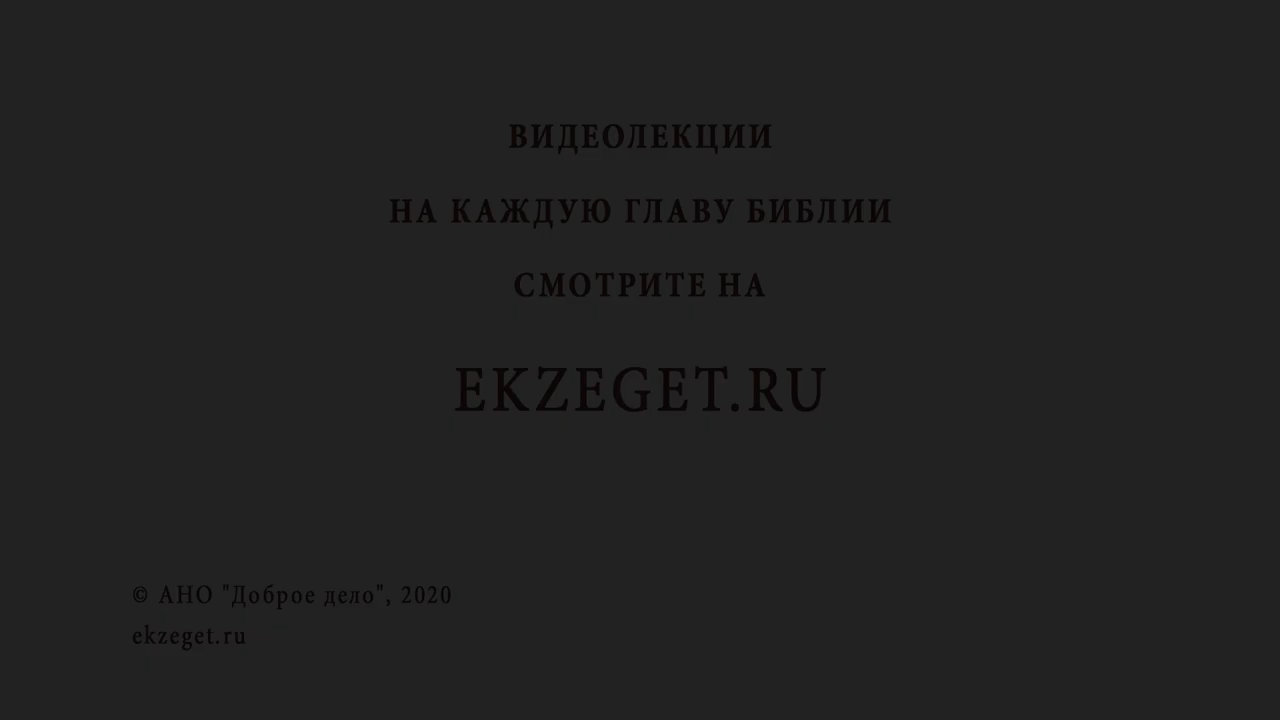 ВИДЕОЛЕКЦИИ
НА КАЖДУЮ ГЛАВУ БИБЛИИ
СМОТРИТЕ НА
EKZEGET.RU
© АНО "Доброе дело", 2020
ekzeget.ru